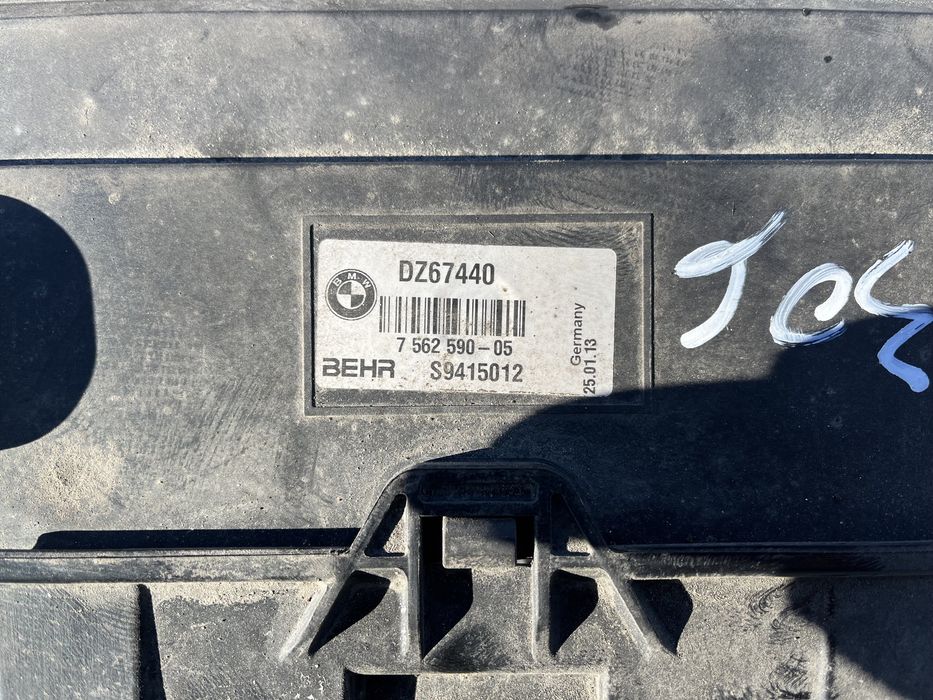 BMW
DZ67440
7 562 590-05
BEHR S9415012
Germany
25.01.13